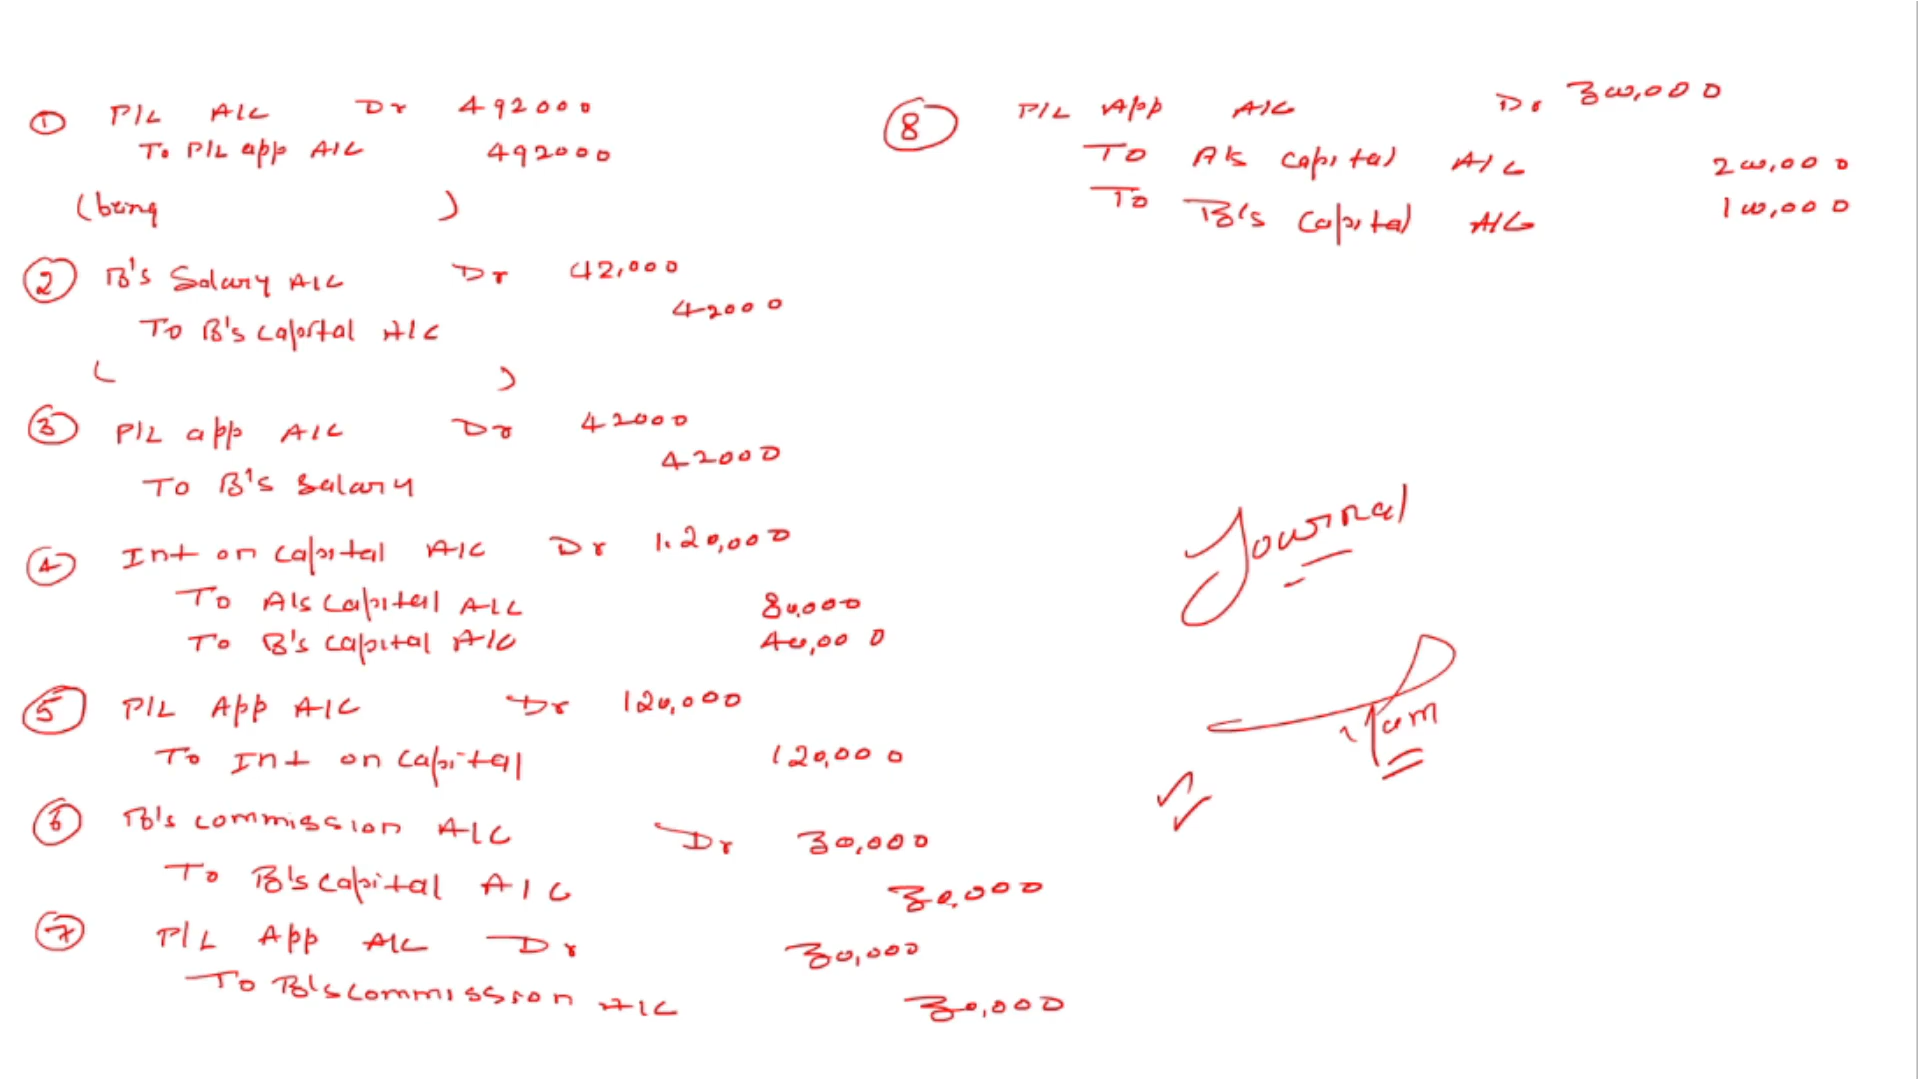 ① P/L A/C Dr 492000
To P/L app A/C 492000
(being )
② B's Salary A/C Dr 42,000
To B's Capital A/C 42000
( )
③ P/L app A/C Dr 42000
To B's Salary 42000
④ Int on Capital A/C Dr 1,20,000
To A's Capital A/C 80,000
To B's Capital A/C 40,000
⑤ P/L App A/C Dr 120,000
To Int on Capital 120,000
⑥ B's commission A/C Dr 30,000
To B's Capital A/C 30,000
⑦ P/L App A/C Dr 30,000
To B's Commission A/C 30,000
⑧ P/L App A/C Dr 300,000
To A's Capital A/C 200,000
To B's Capital A/C 100,000
Journal